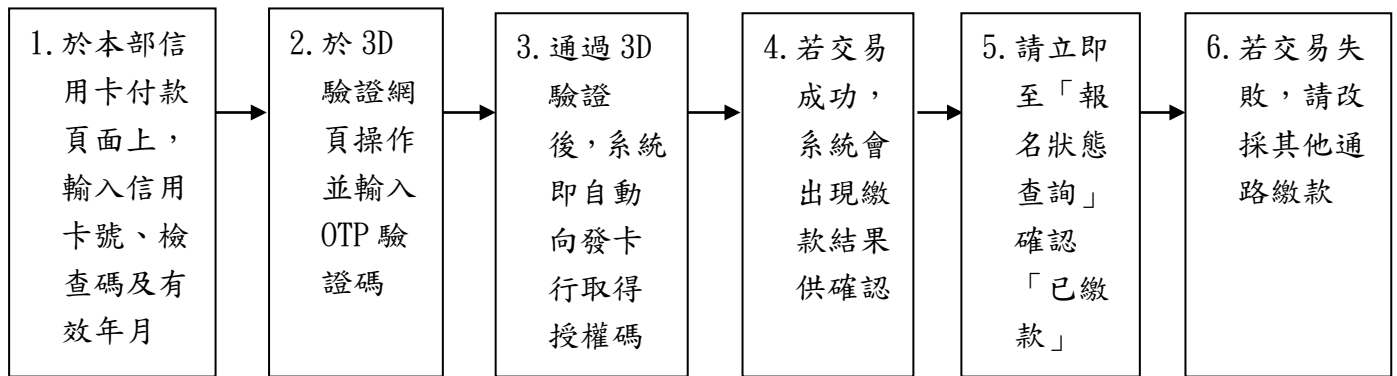 1.於本部信
用卡付款
頁面上，
輸入信用
卡號、檢
查碼及有
效年月
2.於 3D
驗證網
頁操作
並輸入
OTP 驗
證碼
3.通過 3D
驗證
後，系統
即自動
向發卡
行取得
授權碼
4.若交易
成功，
系統會
出現繳
款結果
供確認
5.請立即
至「報
名狀態
查詢」
確認
「已繳
款」
6.若交易失
敗，請改
採其他通
路繳款